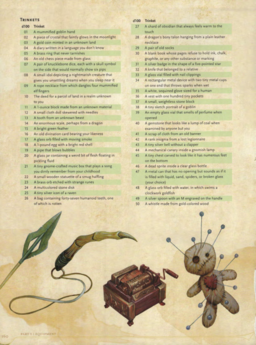 TRINKETS
d100 Trinket
01 A mummified goblin hand
02 A piece of crystal that faintly glows in the moonlight
03 A gold coin minted in an unknown land
04 A diary written in a language you don't know
05 A brass ring that never tarnishes
06 An old chess piece made from glass
07 A pair of knucklebone dice, each with a skull symbol
on the side that would normally show six pips
08 A small idol depicting a nightmarish creature that
gives you unsettling dreams when you sleep near it
09 A rope necklace from which dangles four mummified
elf fingers
10 The deed for a parcel of land in a realm unknown
to you
11 A 1-ounce block made from an unknown material
12 A small cloth doll skewered with needles
13 A tooth from an unknown beast
14 An enormous scale, perhaps from a dragon
15 A bright green feather
16 An old divination card bearing your likeness
17 A glass orb filled with moving smoke
18 A 1-pound egg with a bright red shell
19 A pipe that blows bubbles
20 A glass jar containing a weird bit of flesh floating in
pickling fluid
21 A tiny gnome-crafted music box that plays a song
you dimly remember from your childhood
22 A small wooden statuette of a smug halfling
23 A brass orb etched with strange runes
24 A multicolored stone disk
25 A tiny silver icon of a raven
26 A bag containing forty-seven humanoid teeth, one
of which is rotten
d100 Trinket
27 A shard of obsidian that always feels warm to the
touch
28 A dragon's bony talon hanging from a plain leather
necklace
29 A pair of old socks
30 A blank book whose pages refuse to hold ink, chalk,
graphite, or any other substance or marking
31 A silver badge in the shape of a five-pointed star
32 A knife that belonged to a relative
33 A glass vial filled with nail clippings
34 A rectangular metal device with two tiny metal cups
on one end that throws sparks when wet
35 A white, sequined glove sized for a human
36 A vest with one hundred tiny pockets
37 A small, weightless stone block
38 A tiny sketch portrait of a goblin
39 An empty glass vial that smells of perfume when
opened
40 A gemstone that looks like a lump of coal when
examined by anyone but you
41 A scrap of cloth from an old banner
42 A rank insignia from a lost legionnaire
43 A tiny silver bell without a clapper
44 A mechanical canary inside a gnomish lamp
45 A tiny chest carved to look like it has numerous feet
on the bottom
46 A dead sprite inside a clear glass bottle
47 A metal can that has no opening but sounds as if it
is filled with liquid, sand, spiders, or broken glass
(your choice)
48 A glass orb filled with water, in which swims a
clockwork goldfish
49 A silver spoon with an M engraved on the handle
50 A whistle made from gold-colored wood